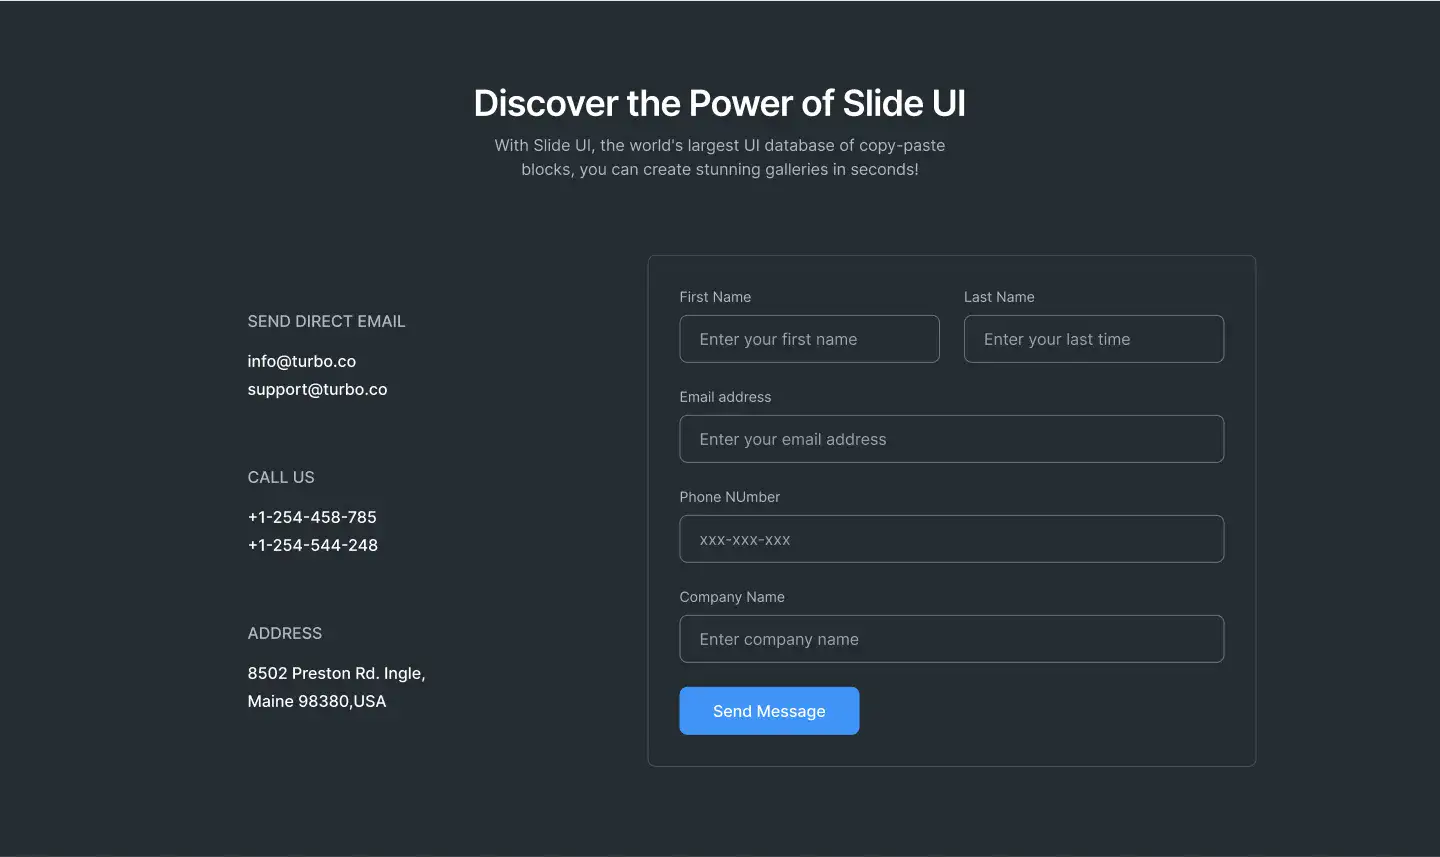 Discover the Power of Slide UI
With Slide UI, the world's largest UI database of copy-paste
blocks, you can create stunning galleries in seconds!
SEND DIRECT EMAIL
info@turbo.co
support@turbo.co
CALL US
+1-254-458-785
+1-254-544-248
ADDRESS
8502 Preston Rd. Ingle,
Maine 98380,USA
First Name
Last Name
Enter your first name
Enter your last time
Email address
Enter your email address
Phone NUmber
xxx-xxx-xxx
Company Name
Enter company name
Send Message